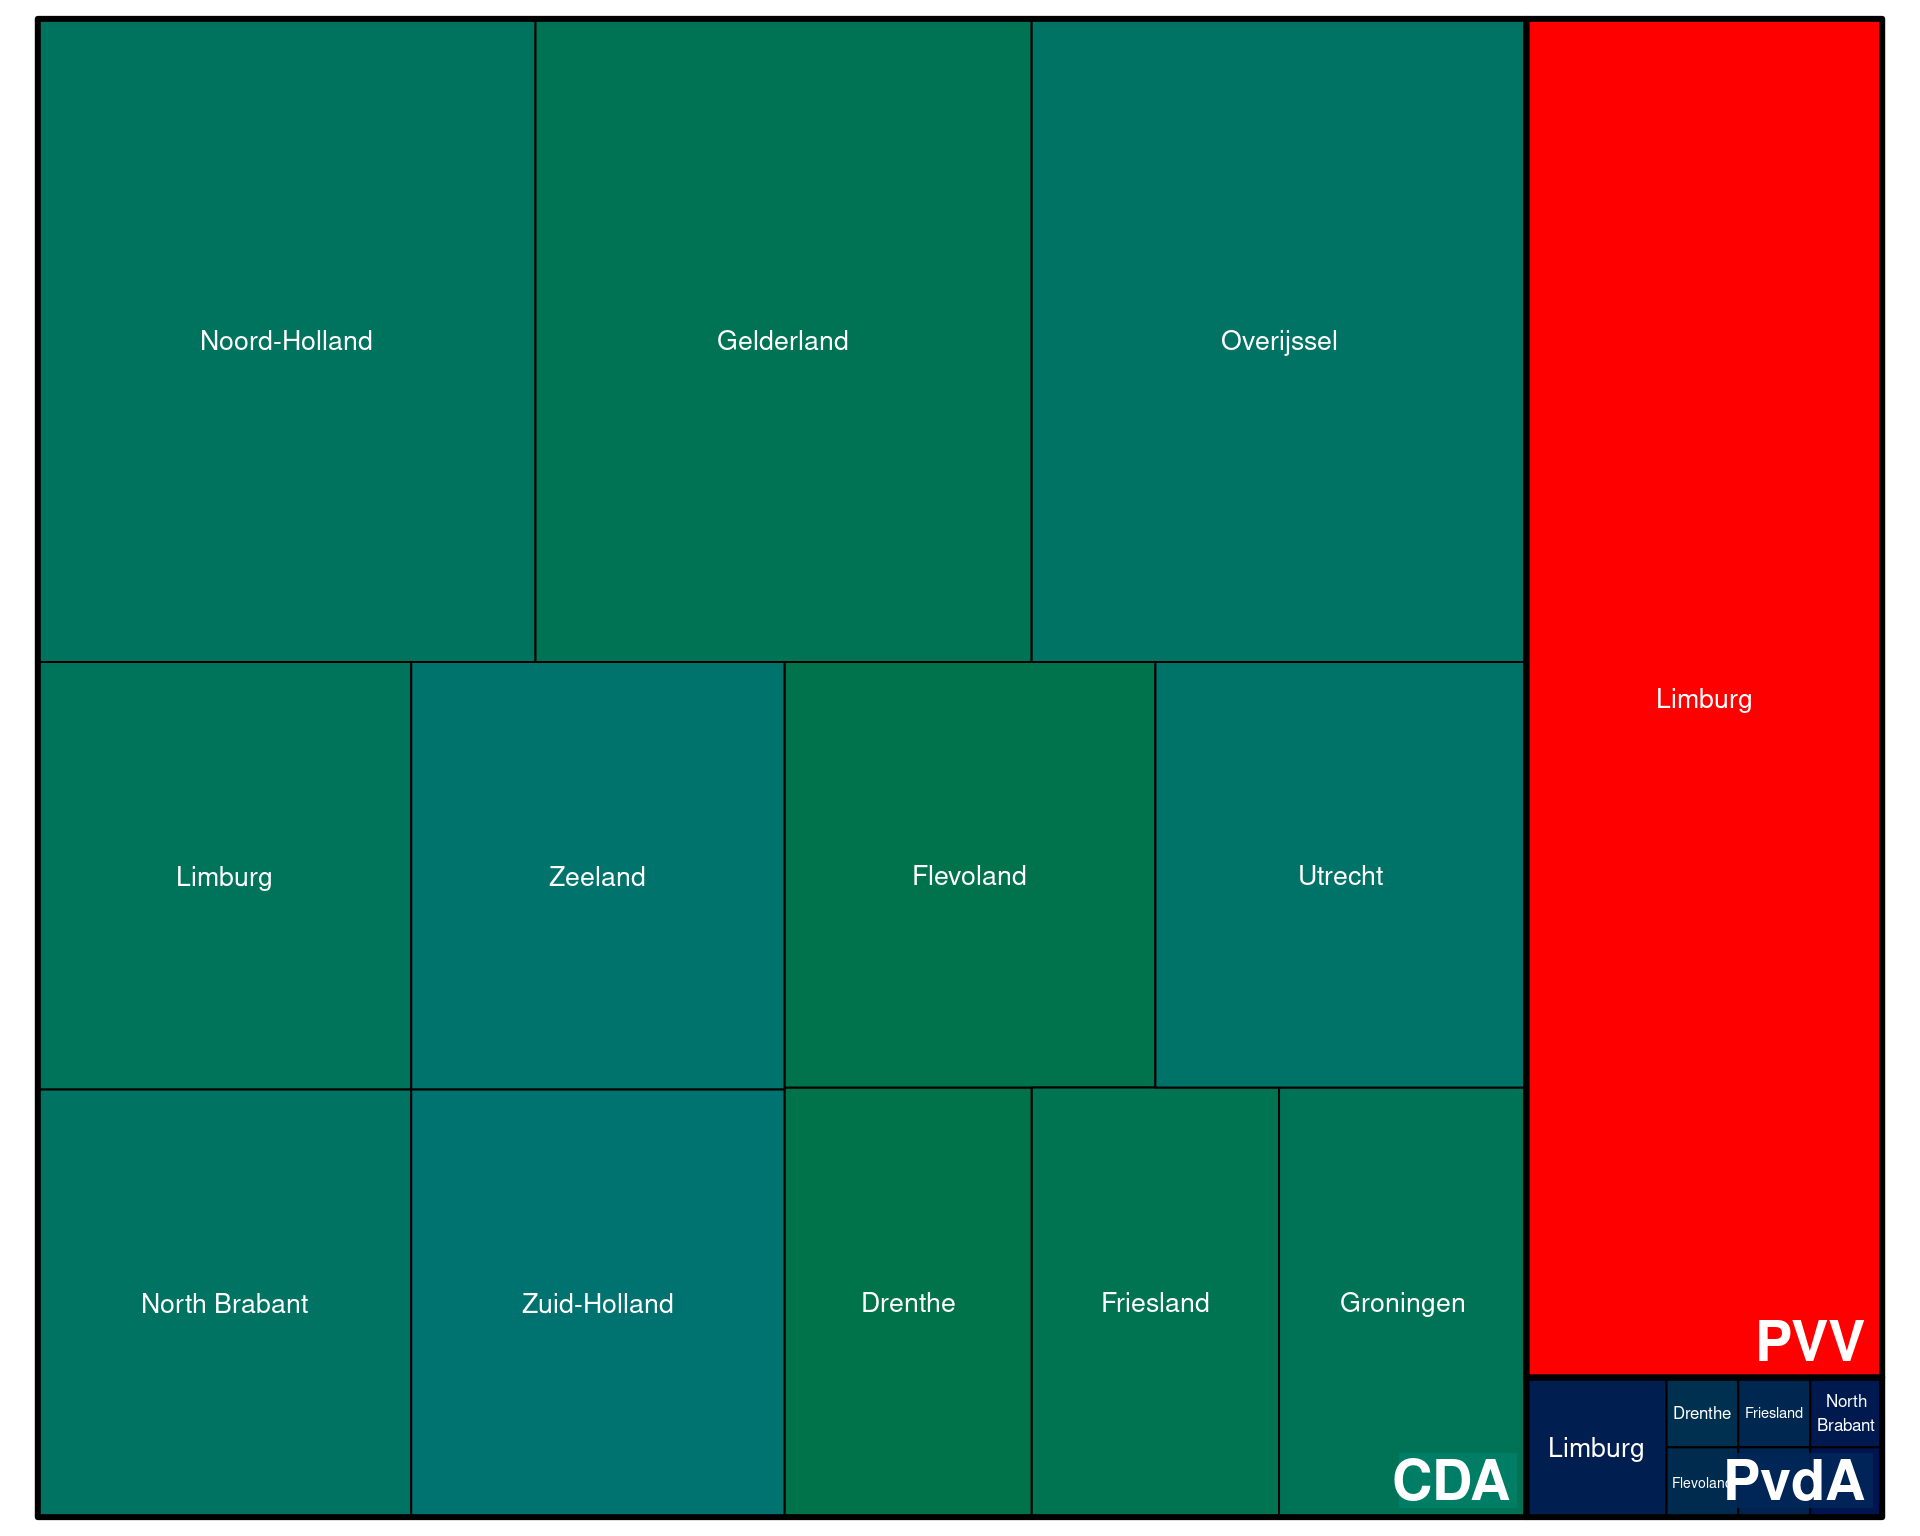 Noord-Holland
Gelderland
Overijssel
Limburg
Limburg
Zeeland
Flevoland
Utrecht
North Brabant
Zuid-Holland
Drenthe
Friesland
Groningen
CDA
PVV
Limburg
Drenthe
Friesland
North
Brabant
Flevoland
PvdA